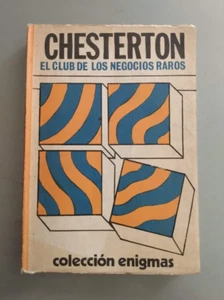 CHESTERTON
EL CLUB DE LOS NEGOCIOS RAROS
colección enigmas